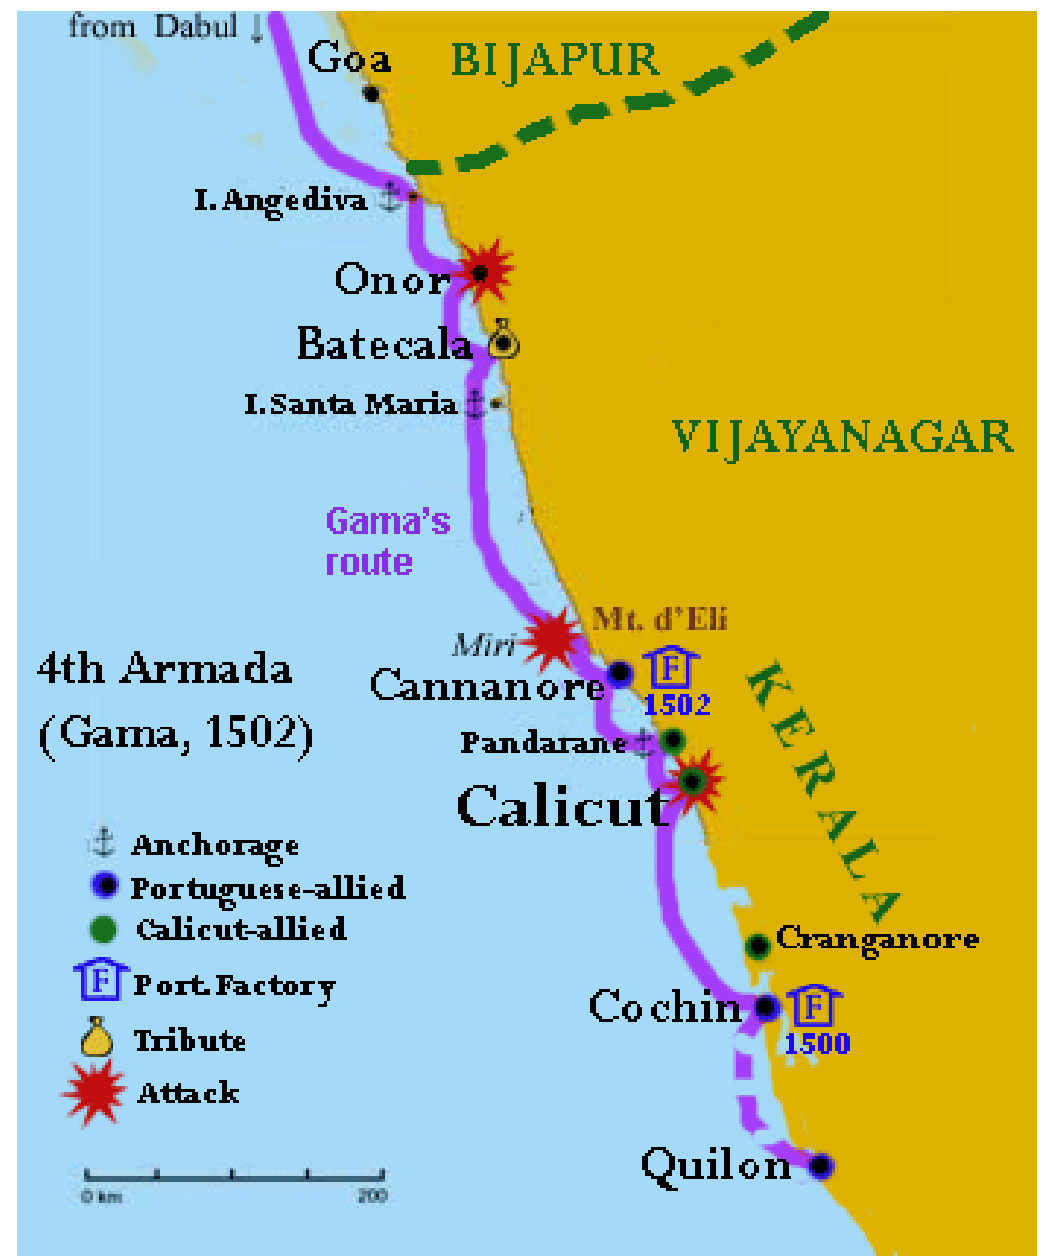 from Dabul ↓
Goa
BIJAPUR
I. Angediva
Onor
Batecala
I. Santa Maria
VIJAYANAGAR
Gama's
route
Mt. d'Eli
Miri
4th Armada
(Gama, 1502)
Cannanore
F
1502
KERALA
Pandarane
Calicut
Anchorage
Portuguese-allied
Calicut-allied
Cranganore
F Port. Factory
Cochin
F
1500
Tribute
Attack
Quilon
0 km 200